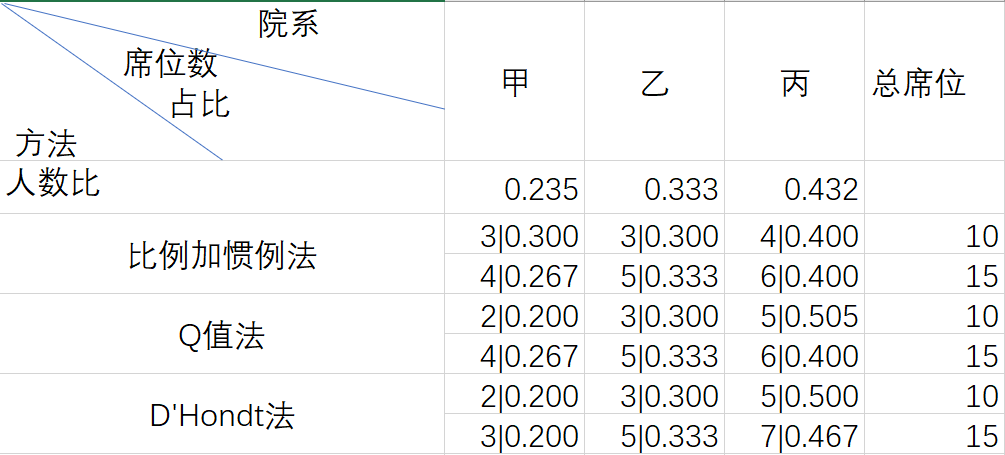 院系
席位数
占比
方法
甲 乙 丙 总席位
人数比 0.235 0.333 0.432
比例加惯例法 3|0.300 3|0.300 4|0.400 10
4|0.267 5|0.333 6|0.400 15
Q值法 2|0.200 3|0.300 5|0.505 10
4|0.267 5|0.333 6|0.400 15
D'Hondt法 2|0.200 3|0.300 5|0.500 10
3|0.200 5|0.333 7|0.467 15